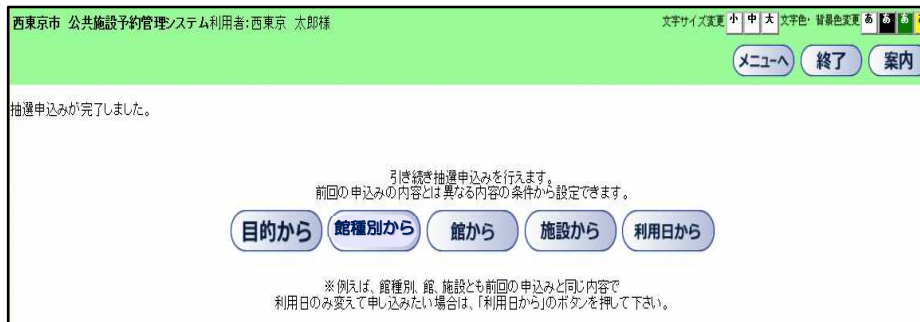 西東京市 公共施設予約管理システム利用者:西東京 太郎様
文字サイズ変更 小 中 大 文字色・背景色変更 あ あ あ
メニューへ 終了 案内
抽選申込みが完了しました。
引き続き抽選申込みを行えます。
前回の申込みの内容とは異なる内容の条件から設定できます。
目的から 館種別から 館から 施設から 利用日から
※例えば、館種別、館、施設とも前回の申込みと同じ内容で
利用日のみ変えて申し込みたい場合は、「利用日から」のボタンを押して下さい。